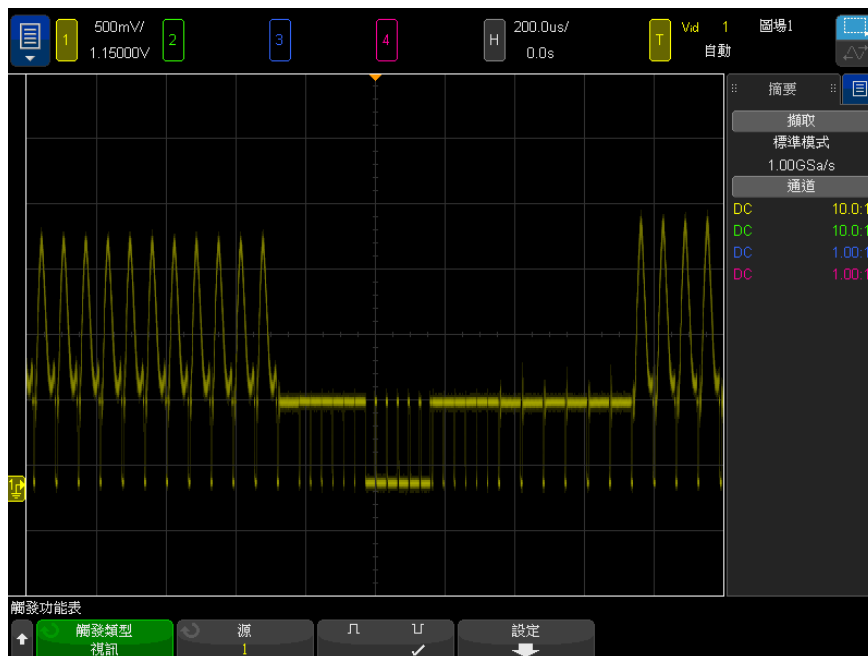 1 500mV/ 2 3 4 H 200.0us/ T Vid 1 圖場1
1.15000V 0.0s 自動
摘要
擷取
標準模式
1.00GSa/s
通道
DC 10.0:1
DC 10.0:1
DC 1.00:1
DC 1.00:1
1
觸發功能表
觸發類型 源 設定
視訊 1